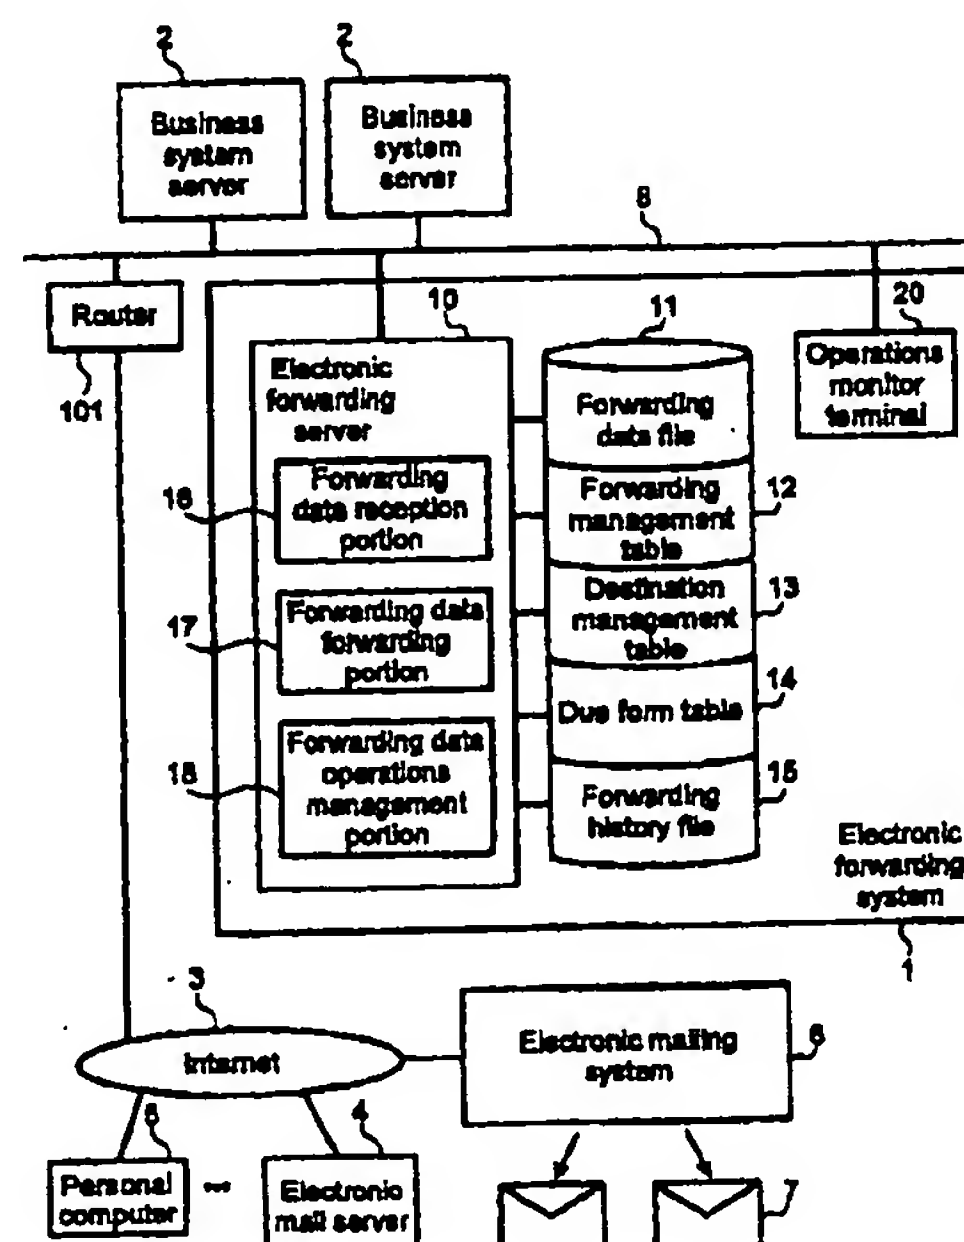 2
2
Business
system
server
Business
system
server
8
Router
101
10
11
20
Electronic
forwarding
server
Forwarding
data file
Operations
monitor
terminal
16
Forwarding
data reception
portion
Forwarding
management
table
12
17
Forwarding data
forwarding
portion
Destination
management
table
13
Due form table
14
18
Forwarding data
operations
management
portion
Forwarding
history file
15
Electronic
forwarding
system
1
3
Internet
Electronic mailing
system
6
5
4
Personal
computer
Electronic
mail server
7